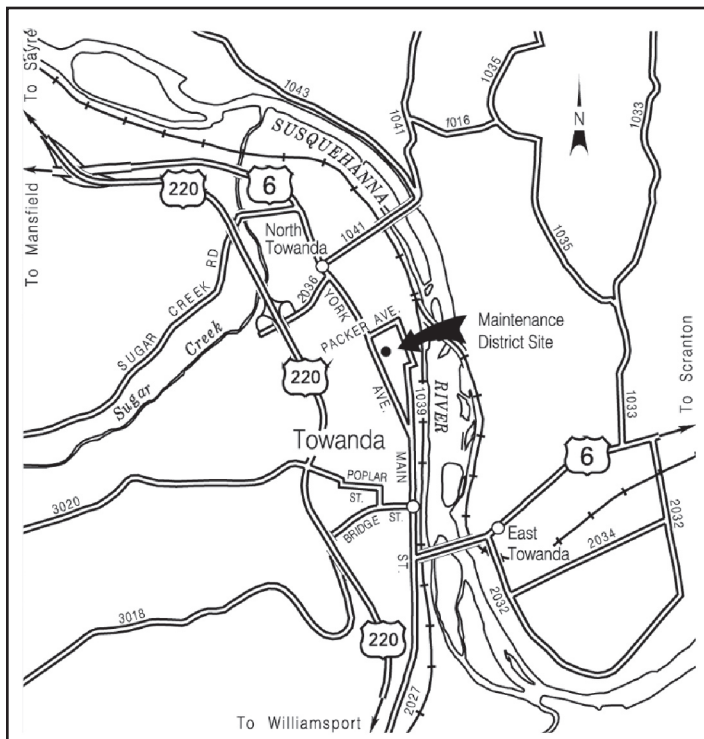 To Sayre
To Mansfield
220
6
SUSQUEHANNA
RIVER
1043
1041
1016
1035
1035
1033
N
North
Towanda
1041
2036
YORK
AVE.
PACKER AVE.
SUGAR CREEK RD
Sugar Creek
220
Maintenance
District Site
1039
MAIN
ST.
Towanda
1033
To Scranton
6
POPLAR
ST.
BRIDGE ST.
3020
East
Towanda
2034
2032
2032
3018
220
2027
To Williamsport